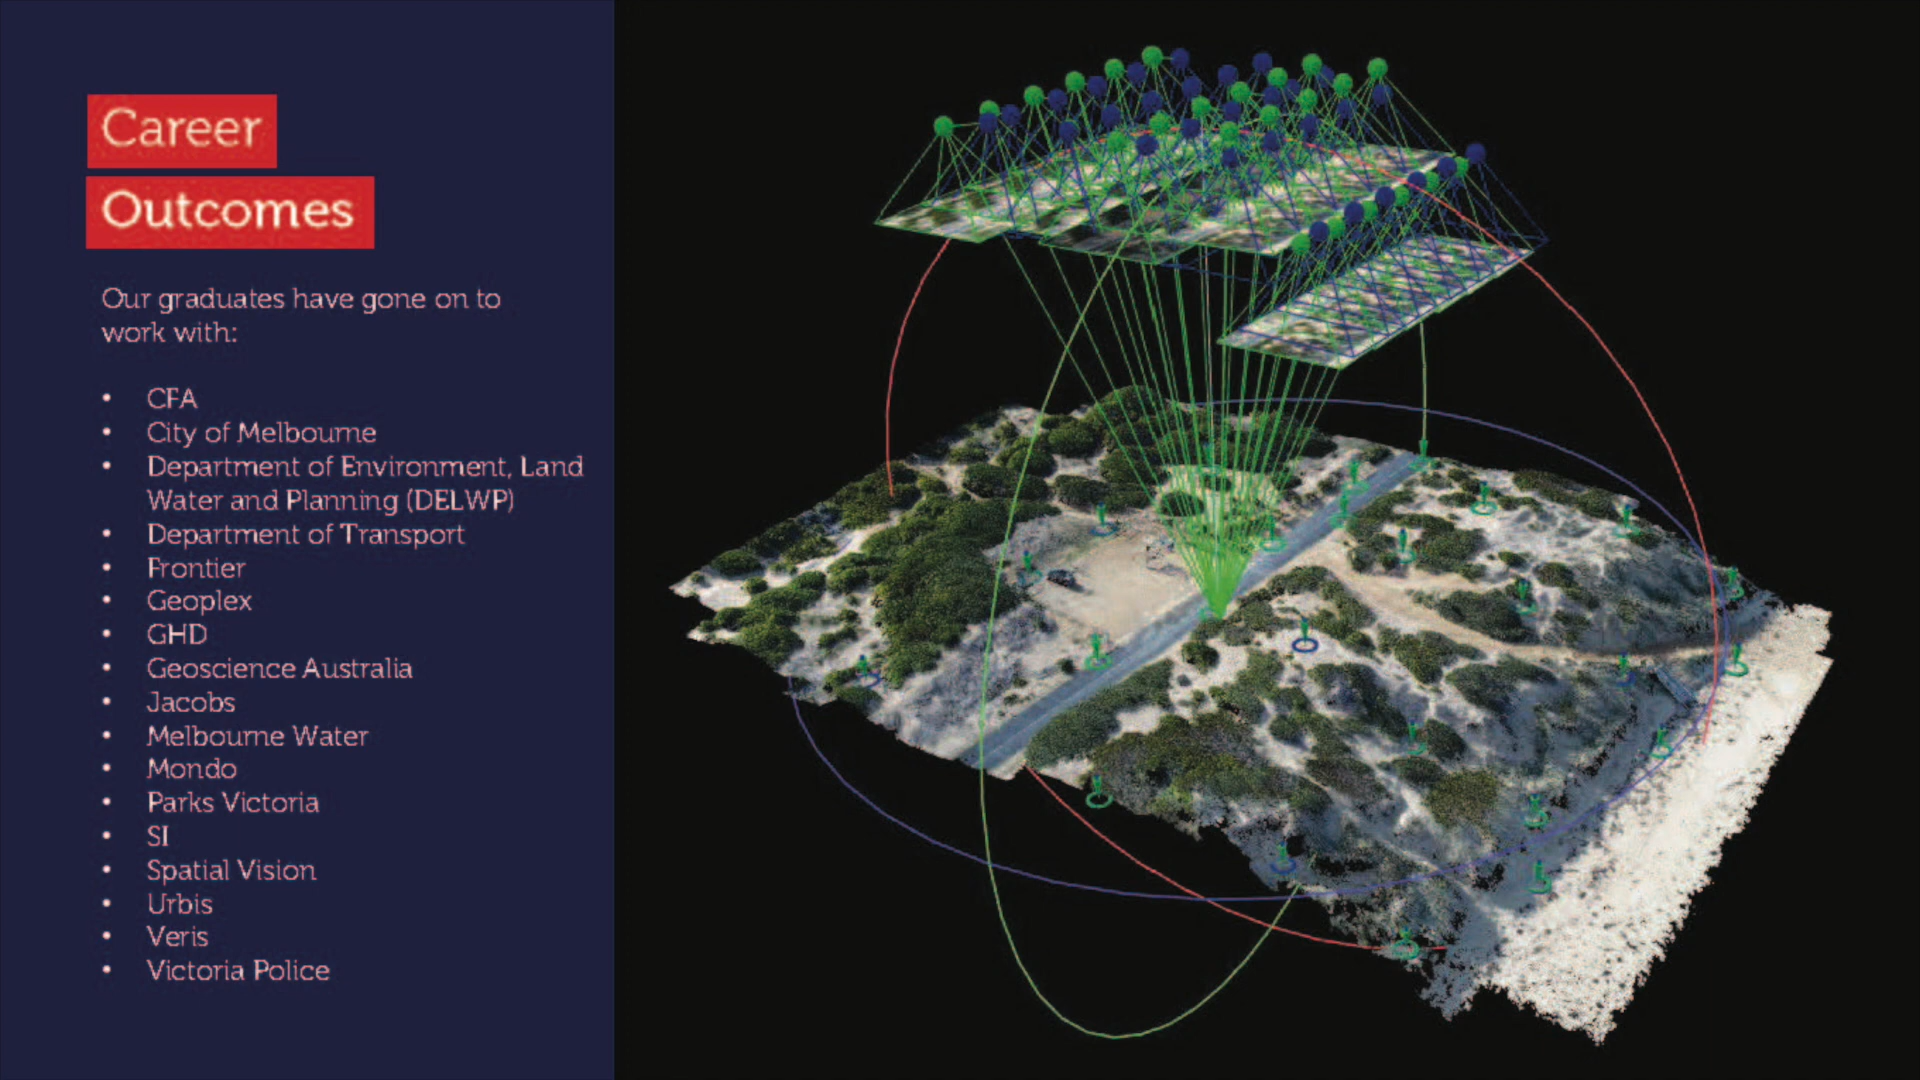 Career
Outcomes
Our graduates have gone on to
work with:
• CFA
• City of Melbourne
• Department of Environment, Land
Water and Planning (DELWP)
• Department of Transport
• Frontier
• Geoplex
• GHD
• Geoscience Australia
• Jacobs
• Melbourne Water
• Mondo
• Parks Victoria
• SI
• Spatial Vision
• Urbis
• Veris
• Victoria Police